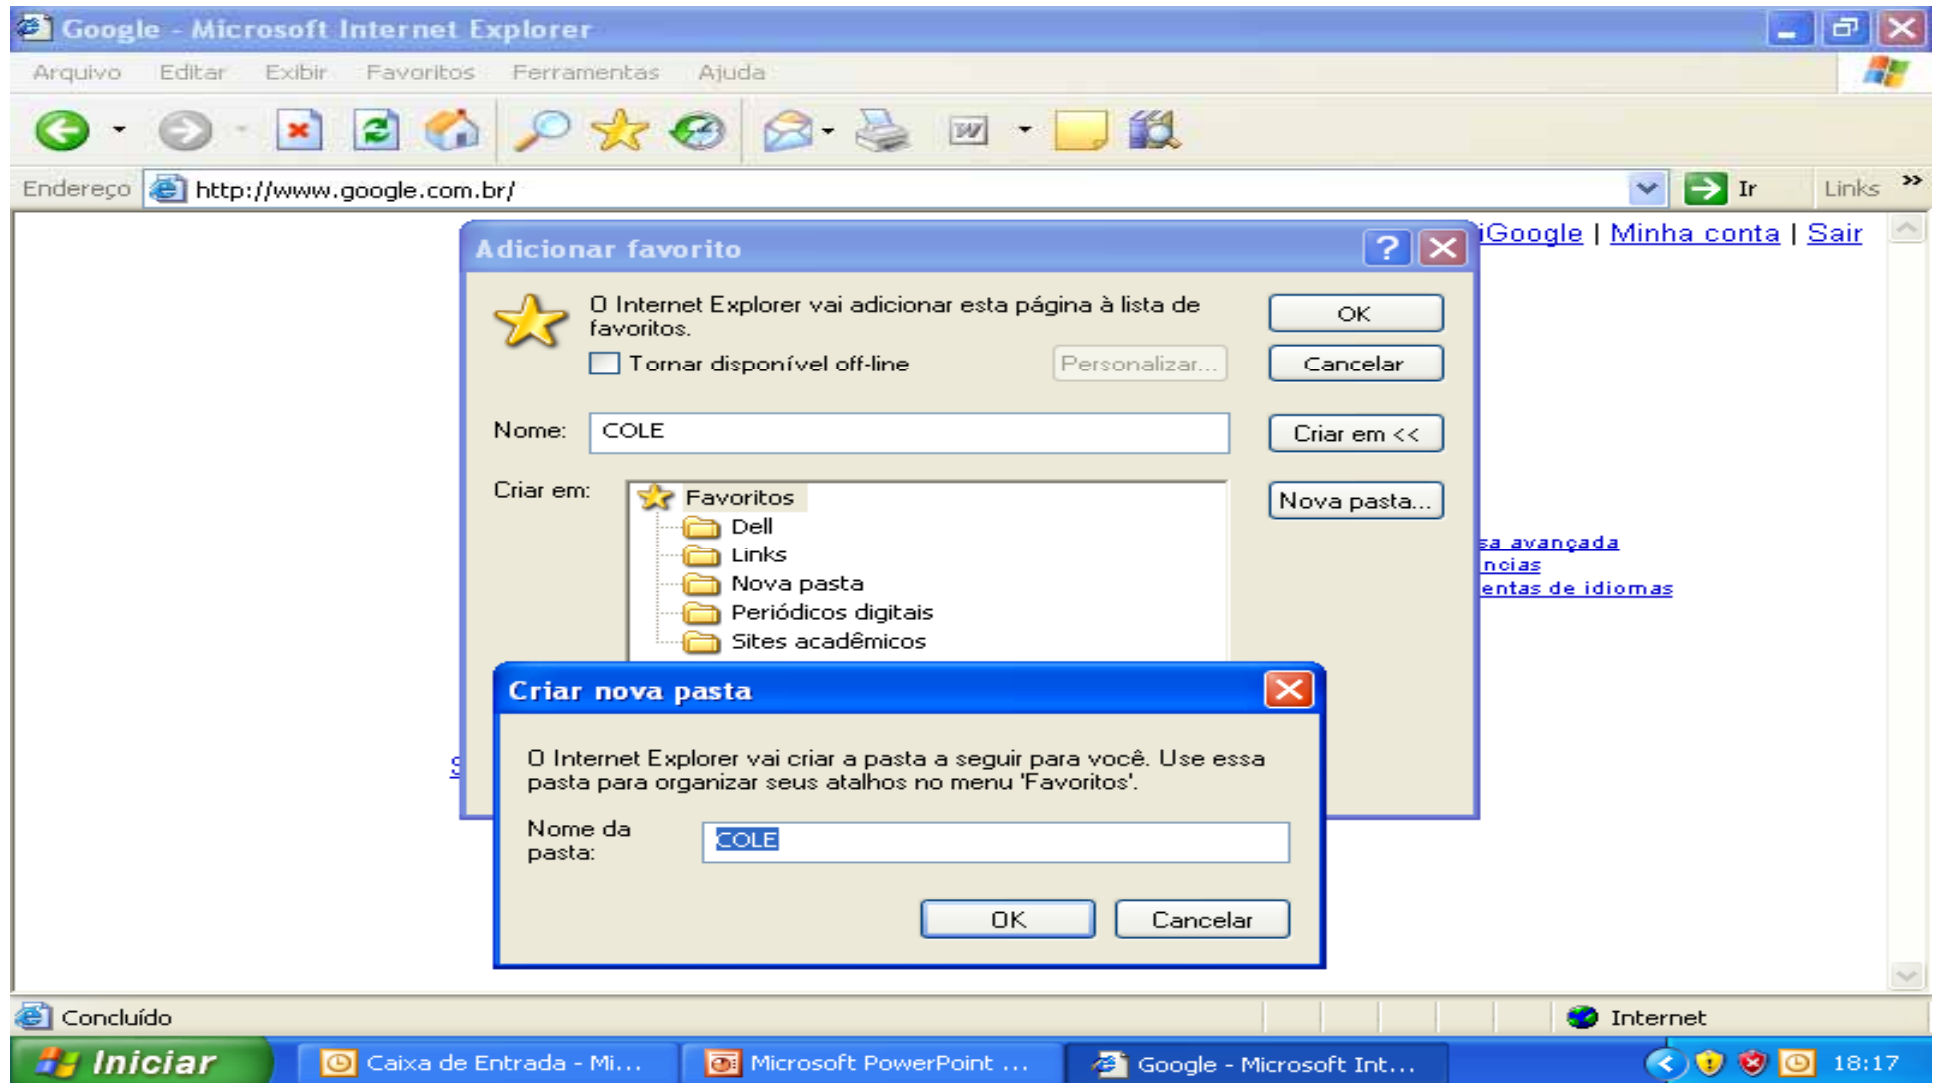 Google - Microsoft Internet Explorer
Arquivo Editar Exibir Favoritos Ferramentas Ajuda
Endereço http://www.google.com.br/ Ir Links »
iGoogle | Minha conta | Sair
Adicionar favorito
O Internet Explorer vai adicionar esta página à lista de
favoritos.
OK
Tornar disponível off-line Personalizar... Cancelar
Nome: COLE Criar em <<
Criar em: Favoritos Nova pasta...
Dell
Links
Nova pasta
Periódicos digitais
Sites acadêmicos
sa avançada
ncias
entas de idiomas
Criar nova pasta
O Internet Explorer vai criar a pasta a seguir para você. Use essa
pasta para organizar seus atalhos no menu 'Favoritos'.
Nome da
pasta: COLE
OK Cancelar
Concluído Internet
Iniciar Caixa de Entrada - Mi... Microsoft PowerPoint ... Google - Microsoft Int... 18:17